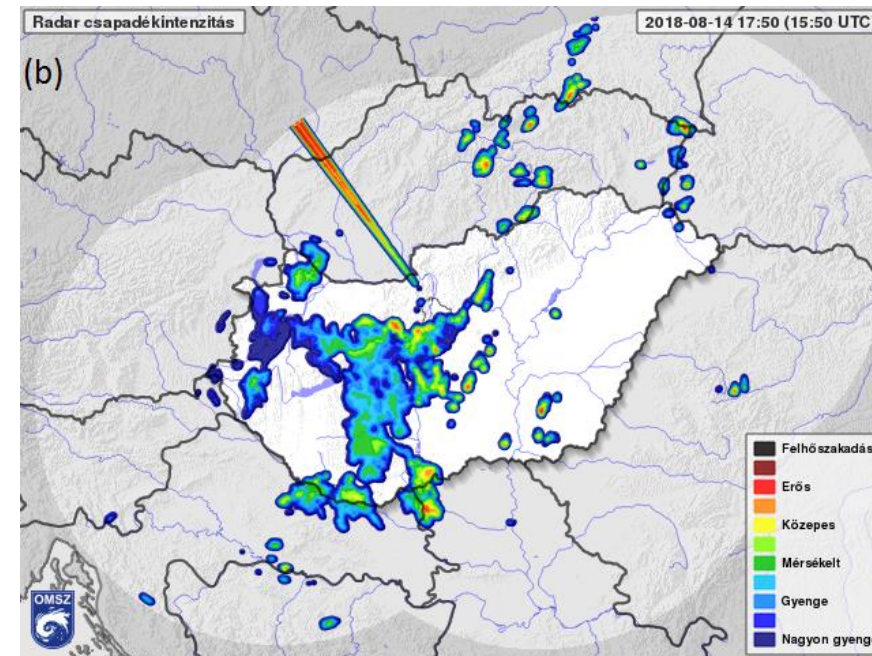 Radar csapadékintenzitás
2018-08-14 17:50 (15:50 UTC)
(b)
Felhőszakadás
Erős
Közepes
Mérsékelt
Gyenge
Nagyon gyenge
OMSZ